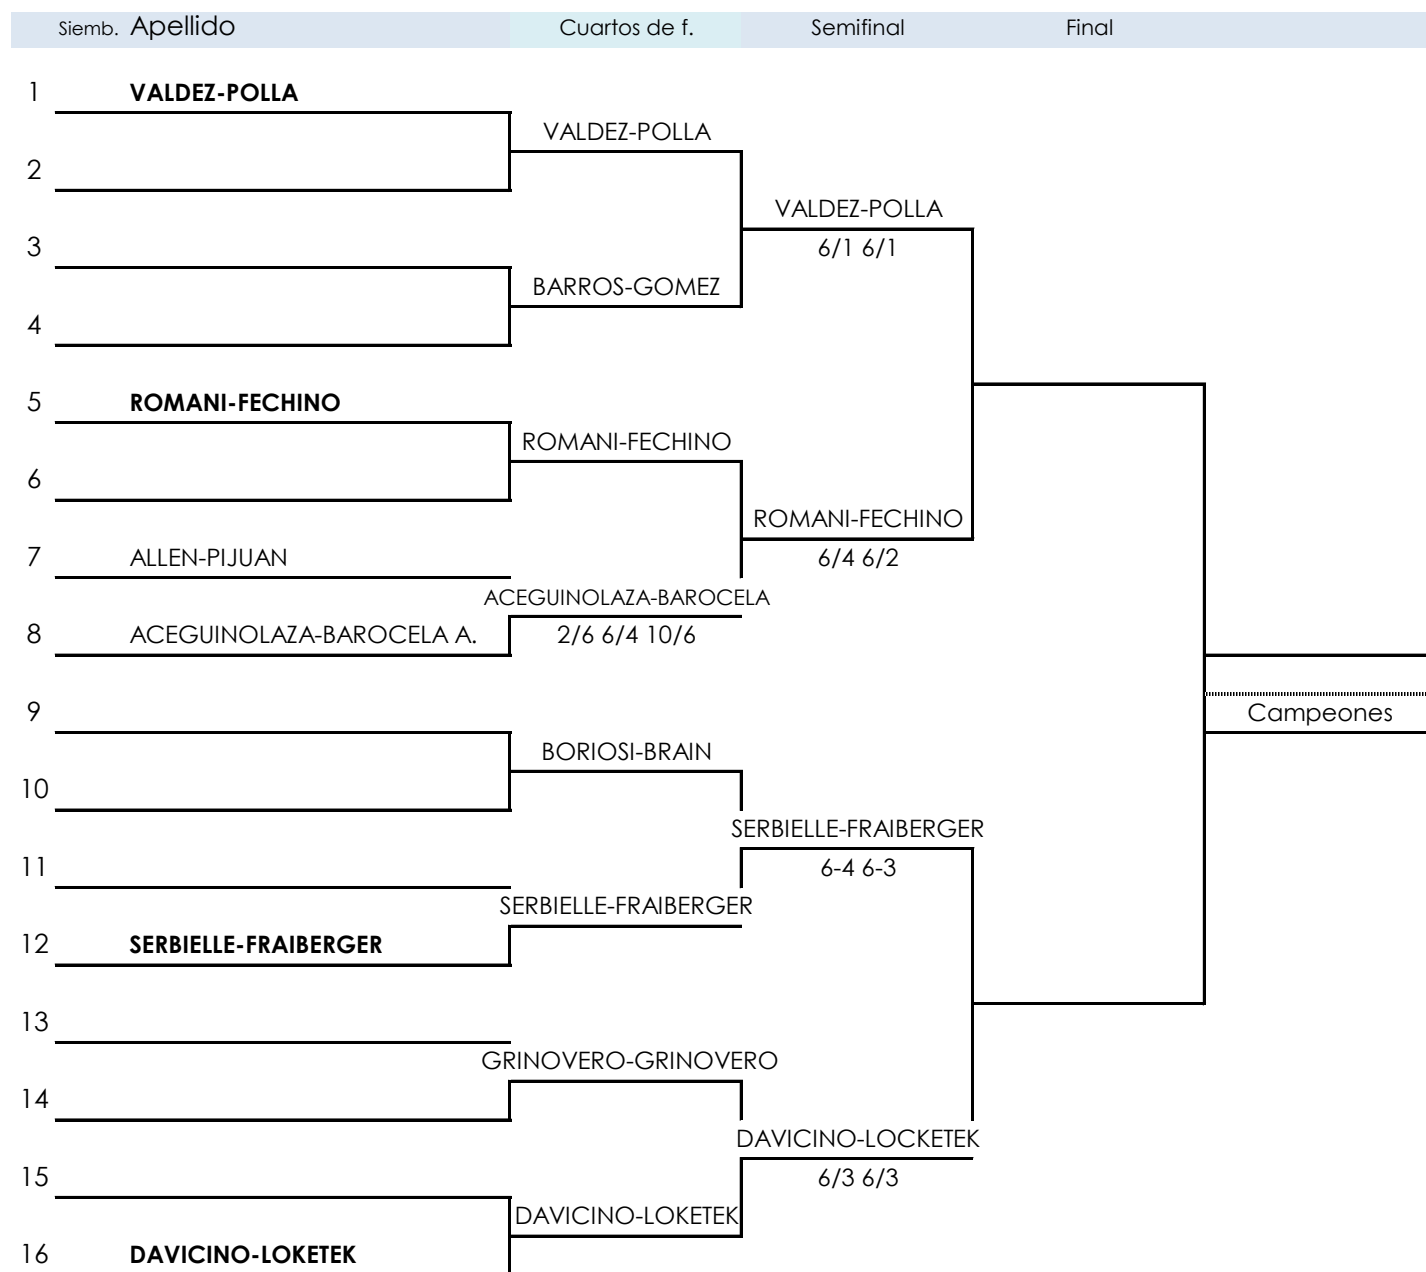 Siemb. Apellido Cuartos de f. Semifinal Final
1 VALDEZ-POLLA
VALDEZ-POLLA
2
VALDEZ-POLLA
3 6/1 6/1
BARROS-GOMEZ
4
5 ROMANI-FECHINO
ROMANI-FECHINO
6
ROMANI-FECHINO
7 ALLEN-PIJUAN 6/4 6/2
ACEGUINOLAZA-BAROCELA
8 ACEGUINOLAZA-BAROCELA A. 2/6 6/4 10/6
9 Campeones
BORIOSI-BRAIN
10
SERBIELLE-FRAIBERGER
11 6-4 6-3
SERBIELLE-FRAIBERGER
12 SERBIELLE-FRAIBERGER
13
GRINOVERO-GRINOVERO
14
DAVICINO-LOCKETEK
15 6/3 6/3
DAVICINO-LOKETEK
16 DAVICINO-LOKETEK